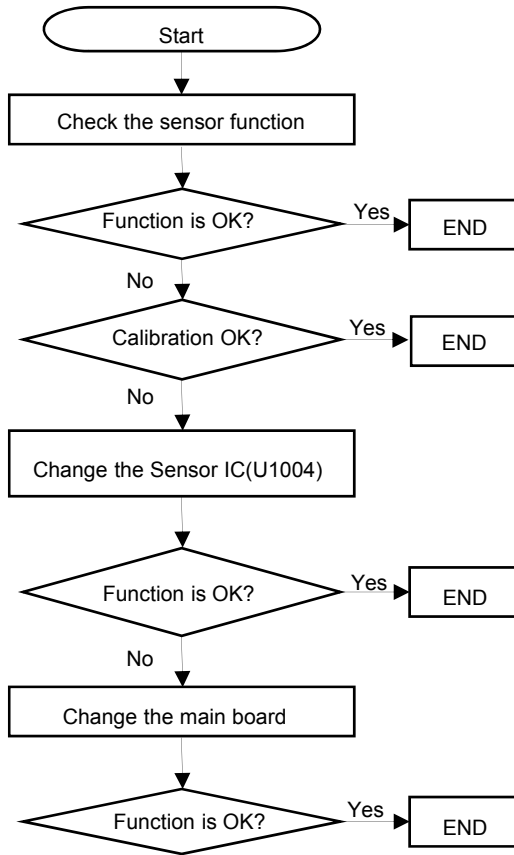 Start
Check the sensor function
Function is OK?
Yes
END
No
Calibration OK?
Yes
END
No
Change the Sensor IC(U1004)
Function is OK?
Yes
END
No
Change the main board
Function is OK?
Yes
END